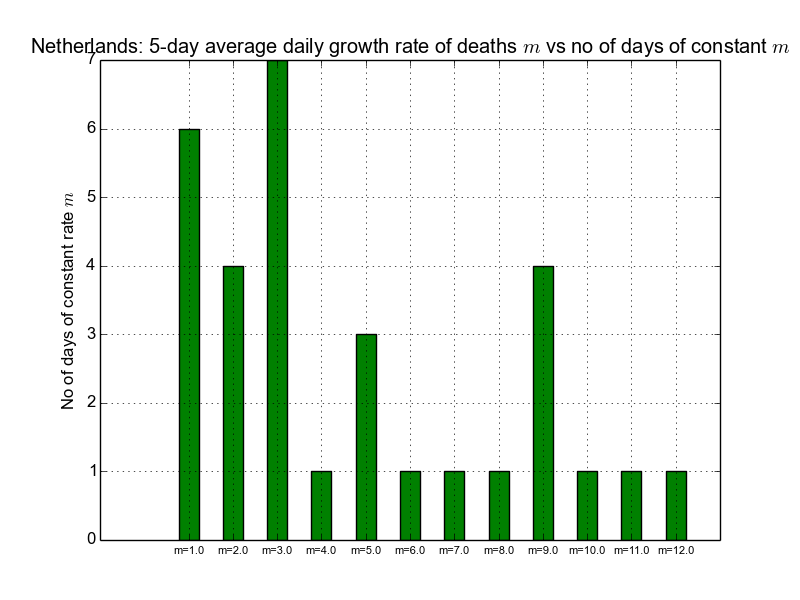 Netherlands: 5-day average daily growth rate of deaths m vs no of days of constant m
7
6
5
4
3
2
1
0
No of days of constant rate m
m=1.0 m=2.0 m=3.0 m=4.0 m=5.0 m=6.0 m=7.0 m=8.0 m=9.0 m=10.0 m=11.0 m=12.0